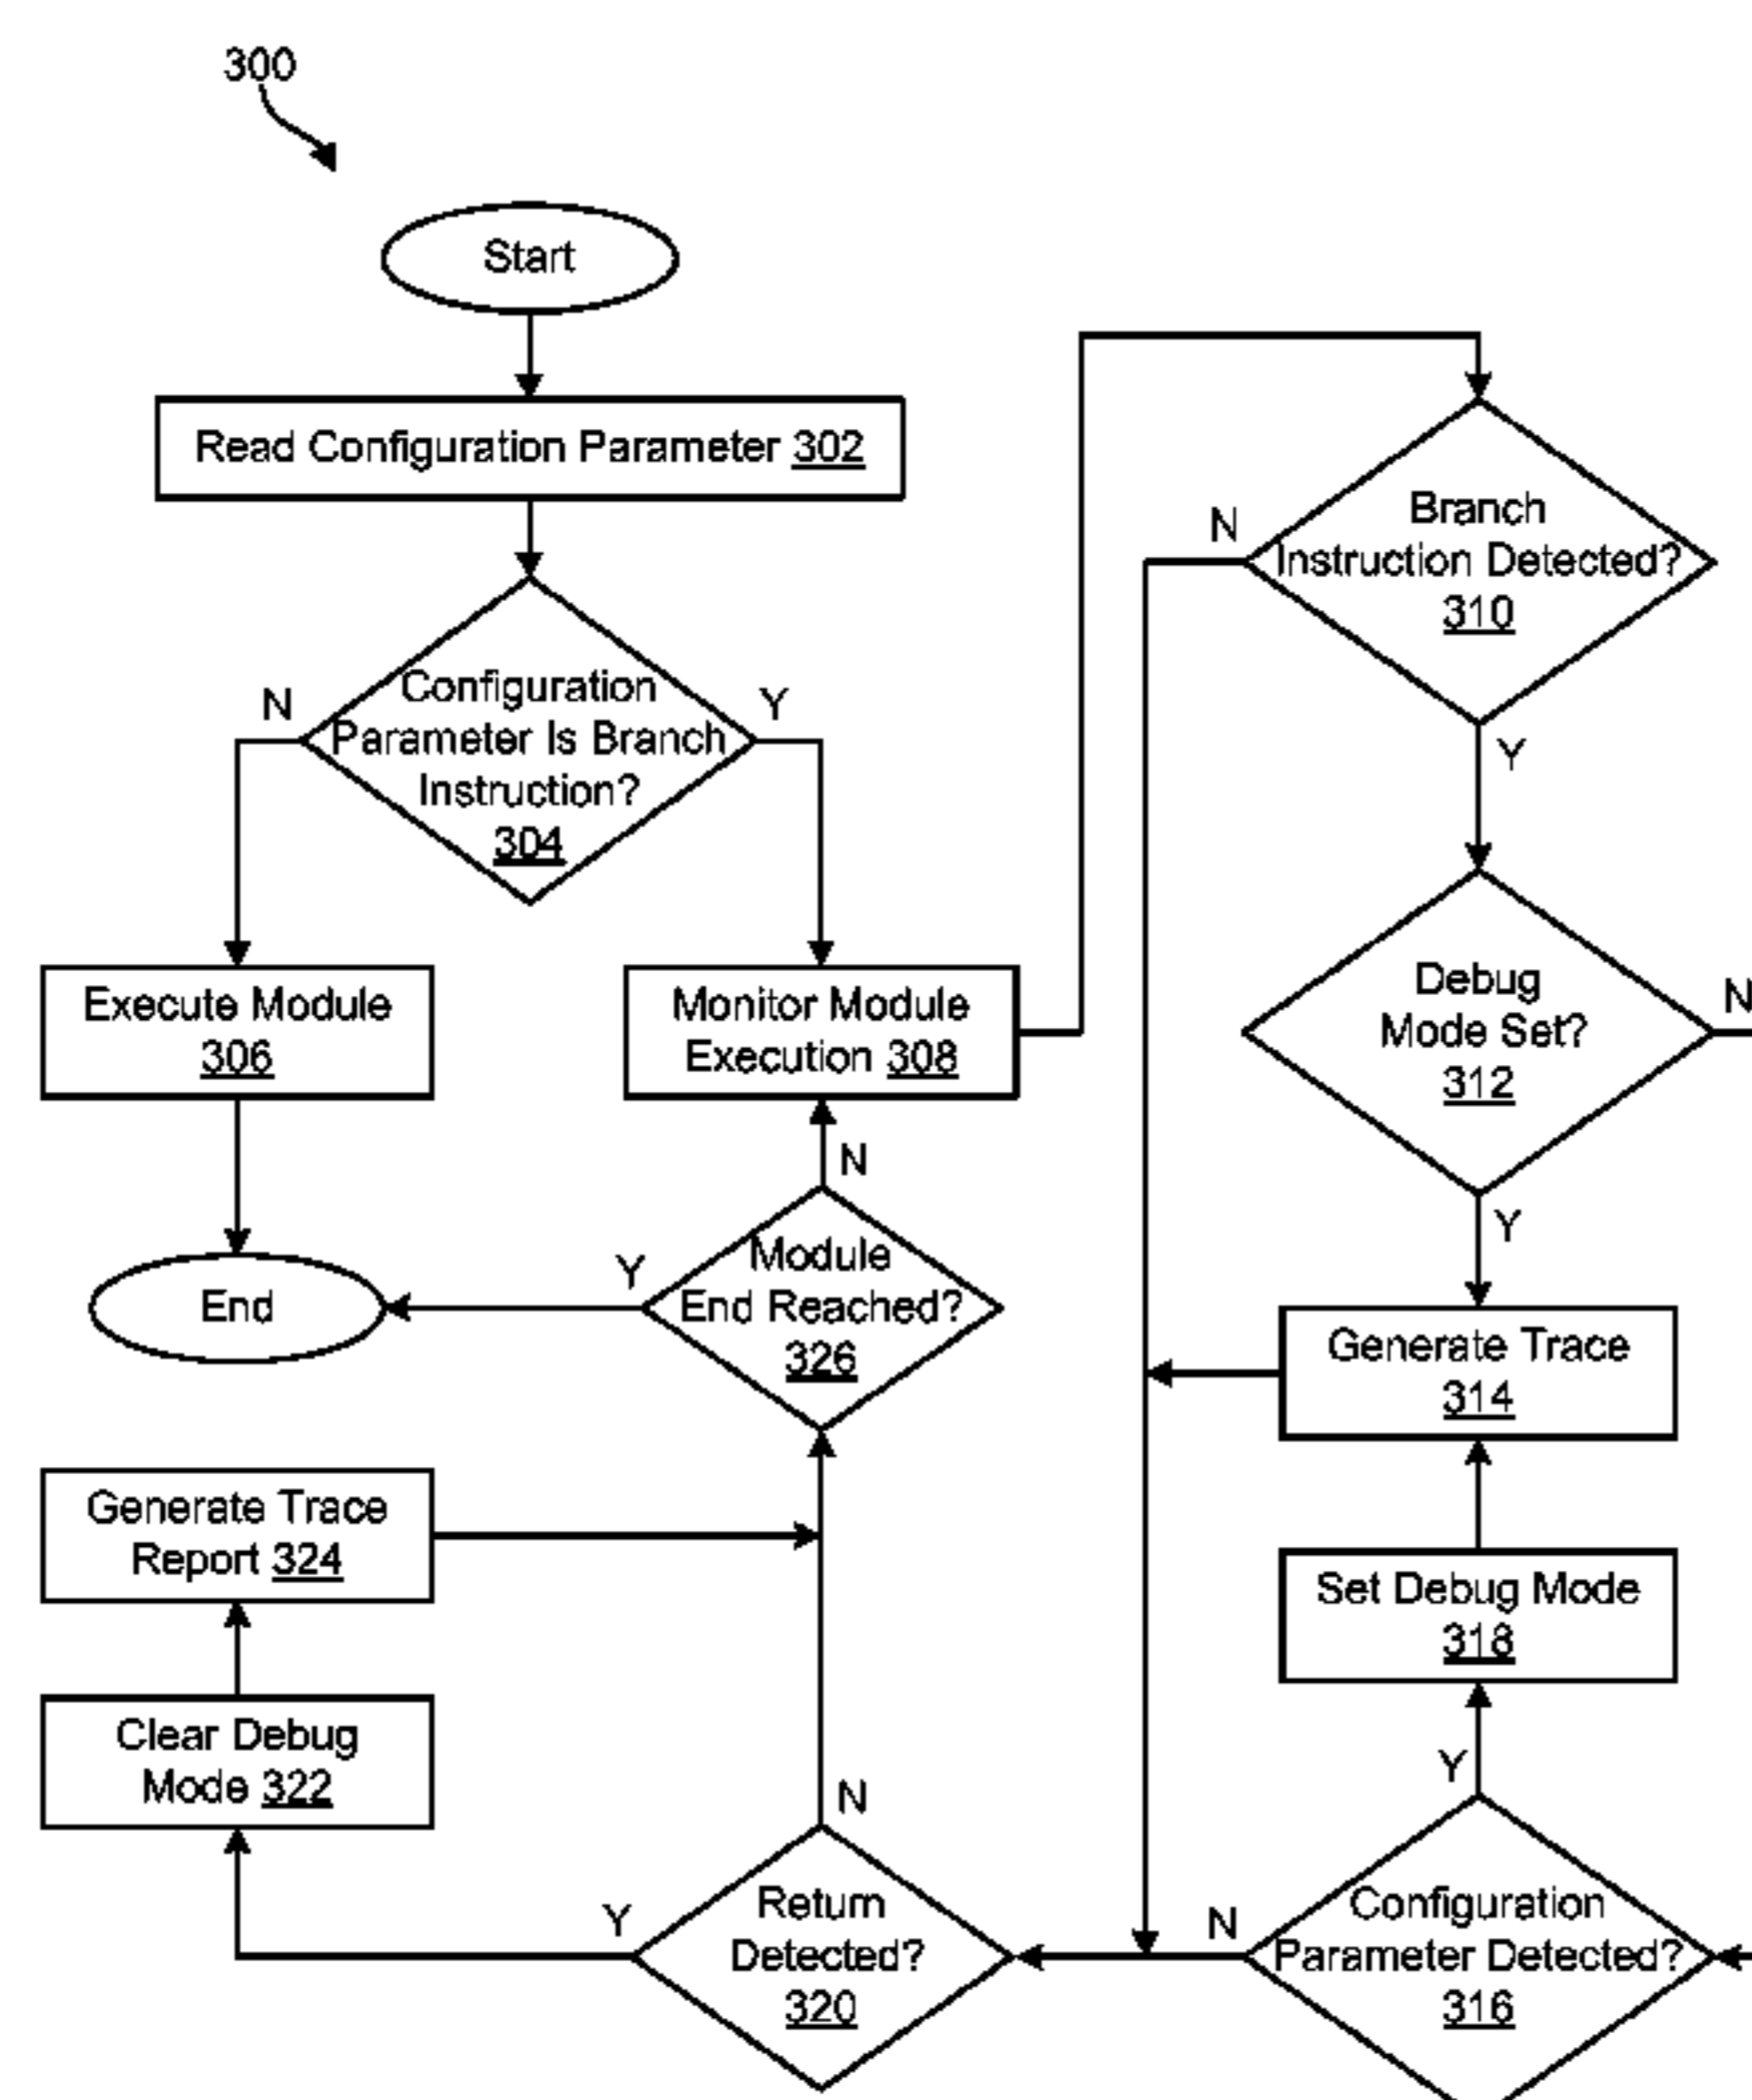 300
Start
Read Configuration Parameter 302
N
Configuration
Parameter Is Branch
Instruction?
304
Y
Execute Module
306
Monitor Module
Execution 308
N
Branch
Instruction Detected?
310
Y
Debug
Mode Set?
312
N
Y
Generate Trace
314
Set Debug Mode
318
Y
Configuration
Parameter Detected?
316
N
Return
Detected?
320
Y
N
Clear Debug
Mode 322
Generate Trace
Report 324
Module
End Reached?
326
N
Y
End